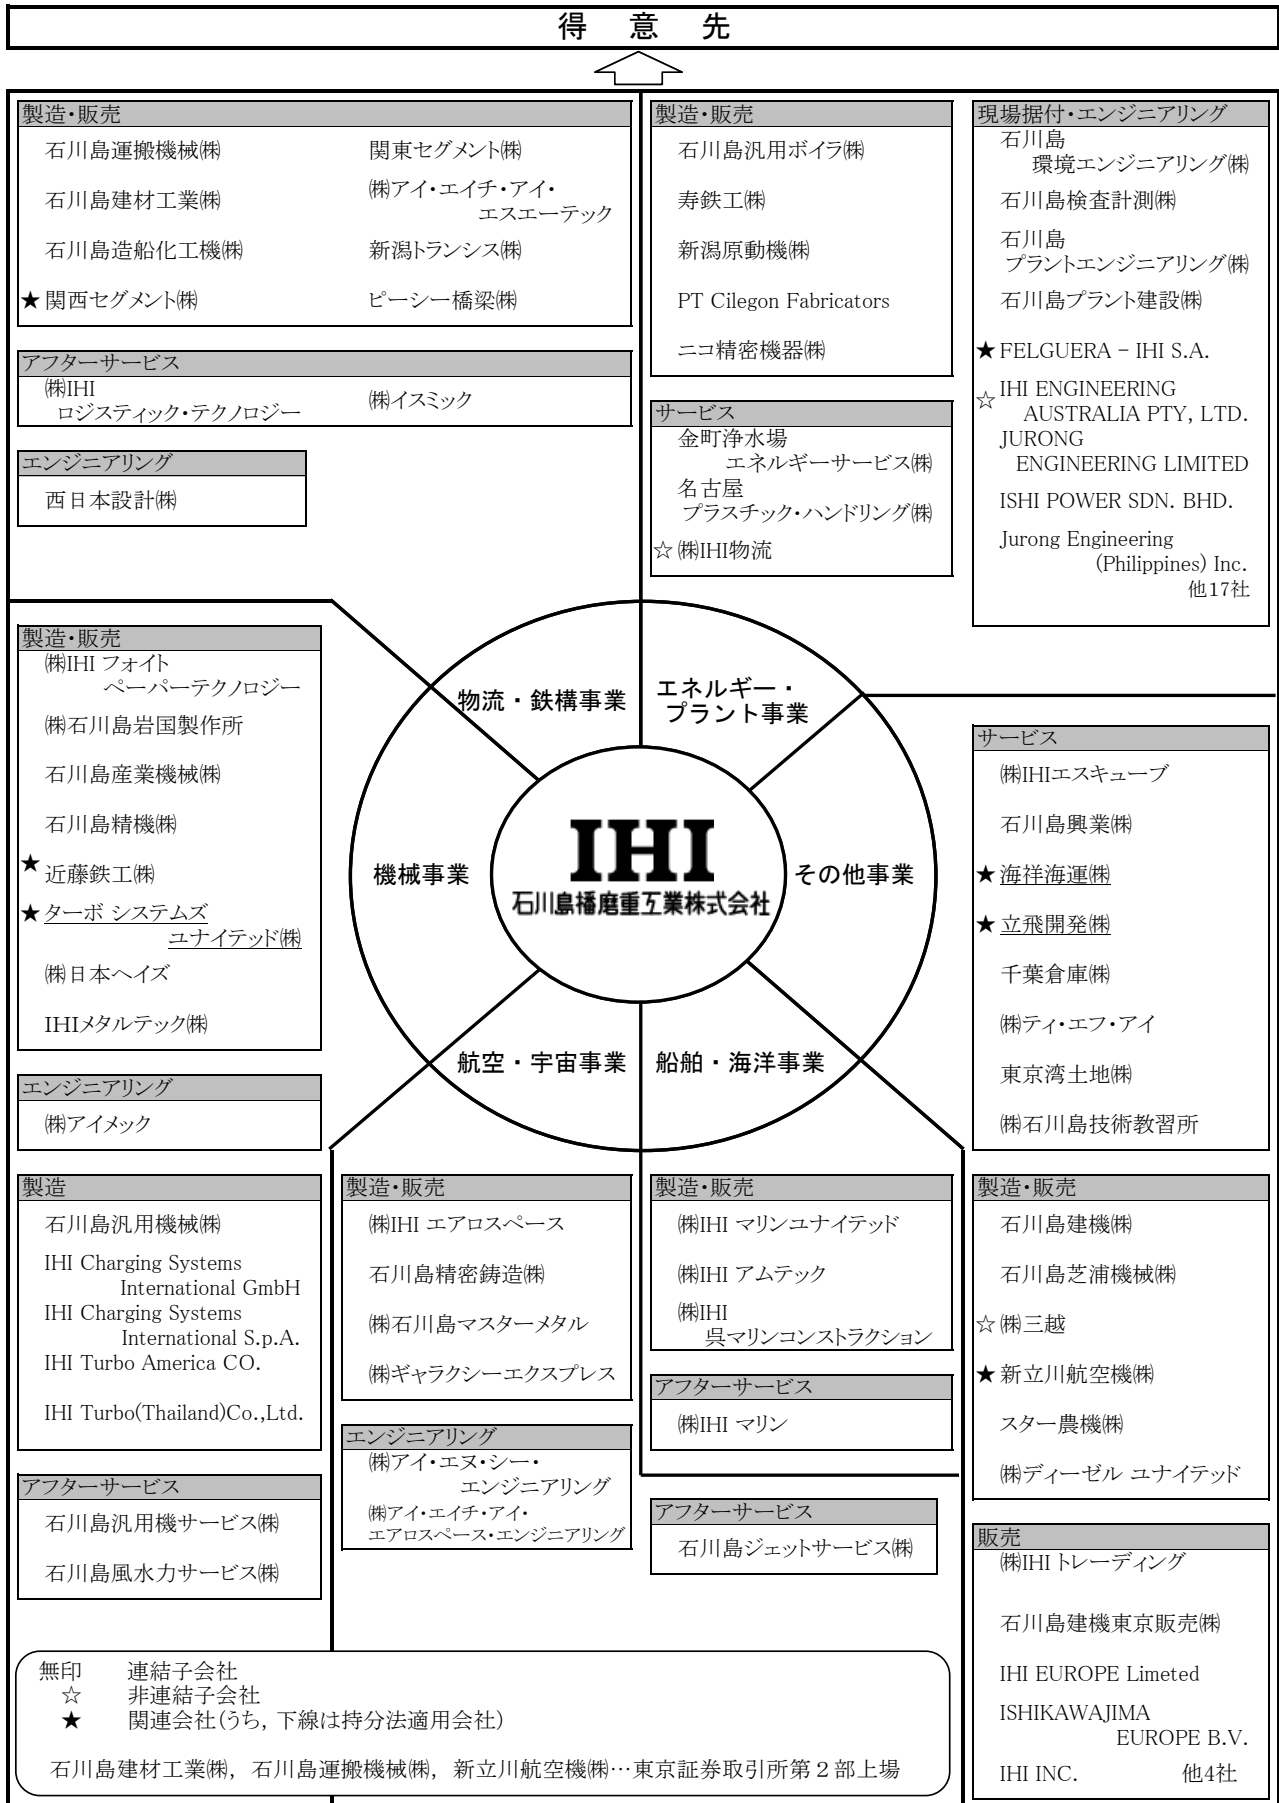 得 意 先
製造・販売
石川島運搬機械㈱
関東セグメント㈱
石川島建材工業㈱
㈱アイ・エイチ・アイ・
エスエーテック
石川島造船化工機㈱
新潟トランシス㈱
★関西セグメント㈱
ピーシー橋梁㈱
アフターサービス
㈱IHI
ロジスティック・テクノロジー
㈱イスミック
エンジニアリング
西日本設計㈱
製造・販売
石川島汎用ボイラ㈱
寿鉄工㈱
新潟原動機㈱
PT Cilegon Fabricators
ニコ精密機器㈱
サービス
金町浄水場
エネルギーサービス㈱
名古屋
プラスチック・ハンドリング㈱
☆㈱IHI物流
現場据付・エンジニアリング
石川島
環境エンジニアリング㈱
石川島検査計測㈱
石川島
プラントエンジニアリング㈱
石川島プラント建設㈱
★FELGUERA - IHI S.A.
☆IHI ENGINEERING
AUSTRALIA PTY, LTD.
JURONG
ENGINEERING LIMITED
ISHI POWER SDN. BHD.
Jurong Engineering
(Philippines) Inc.
他17社
物流・鉄構事業
エネルギー・
プラント事業
機械事業
IHI
石川島播磨重工業株式会社
その他事業
航空・宇宙事業
船舶・海洋事業
製造・販売
㈱IHI フォイト
ペーパーテクノロジー
㈱石川島岩国製作所
石川島産業機械㈱
石川島精機㈱
★近藤鉄工㈱
★ターボ システムズ
ユナイテッド㈱
㈱日本ヘイズ
IHIメタルテック㈱
エンジニアリング
㈱アイメック
製造
石川島汎用機械㈱
IHI Charging Systems
International GmbH
IHI Charging Systems
International S.p.A.
IHI Turbo America CO.
IHI Turbo(Thailand)Co.,Ltd.
アフターサービス
石川島汎用機サービス㈱
石川島風水力サービス㈱
製造・販売
㈱IHI エアロスペース
石川島精密鋳造㈱
㈱石川島マスターメタル
㈱ギャラクシーエクスプレス
エンジニアリング
㈱アイ・エヌ・シー・
エンジニアリング
㈱アイ・エイチ・アイ・
エアロスペース・エンジニアリング
製造・販売
㈱IHI マリンユナイテッド
㈱IHI アムテック
㈱IHI
呉マリンコンストラクション
アフターサービス
㈱IHI マリン
アフターサービス
石川島ジェットサービス㈱
サービス
㈱IHIエスキューブ
石川島興業㈱
★海祥海運㈱
★立飛開発㈱
千葉倉庫㈱
㈱ティ・エフ・アイ
東京湾土地㈱
㈱石川島技術教習所
製造・販売
石川島建機㈱
石川島芝浦機械㈱
☆㈱三越
★新立川航空機㈱
スター農機㈱
㈱ディーゼル ユナイテッド
販売
㈱IHI トレーディング
石川島建機東京販売㈱
IHI EUROPE Limeted
ISHIKAWAJIMA
EUROPE B.V.
IHI INC. 他4社
無印 連結子会社
☆ 非連結子会社
★ 関連会社(うち, 下線は持分法適用会社)
石川島建材工業㈱, 石川島運搬機械㈱, 新立川航空機㈱…東京証券取引所第２部上場